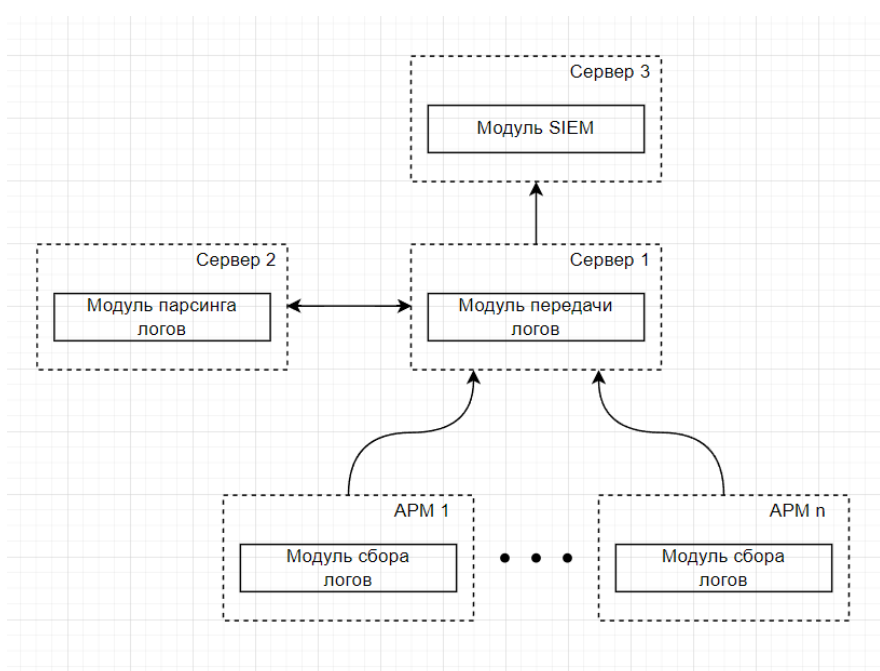 Сервер 3
Модуль SIEM
Сервер 2
Модуль парсинга
логов
Сервер 1
Модуль передачи
логов
АРМ 1
Модуль сбора
логов
АРМ n
Модуль сбора
логов